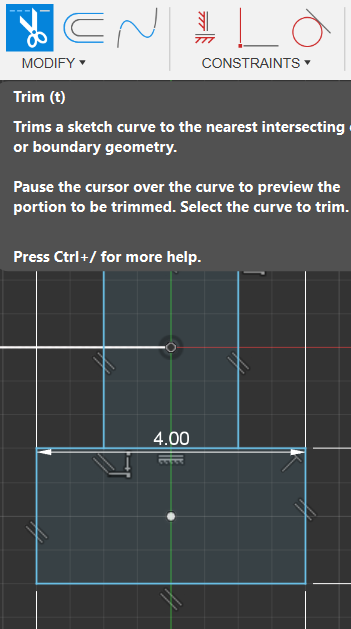 MODIFY ▾ CONSTRAINTS ▾
Trim (t)
Trims a sketch curve to the nearest intersecting
or boundary geometry.
Pause the cursor over the curve to preview the
portion to be trimmed. Select the curve to trim.
Press Ctrl+/ for more help.
4.00